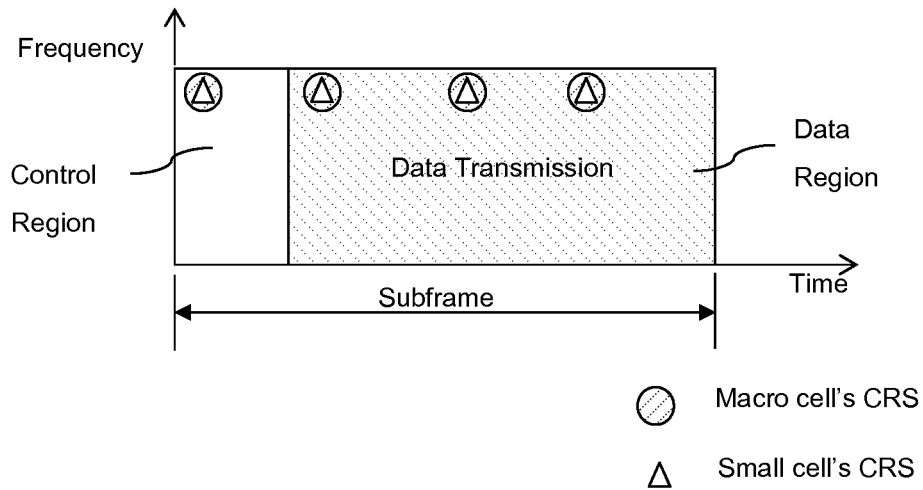 Frequency
Control
Region
Data Transmission
Data
Region
Time
Subframe
Macro cell's CRS
Small cell's CRS